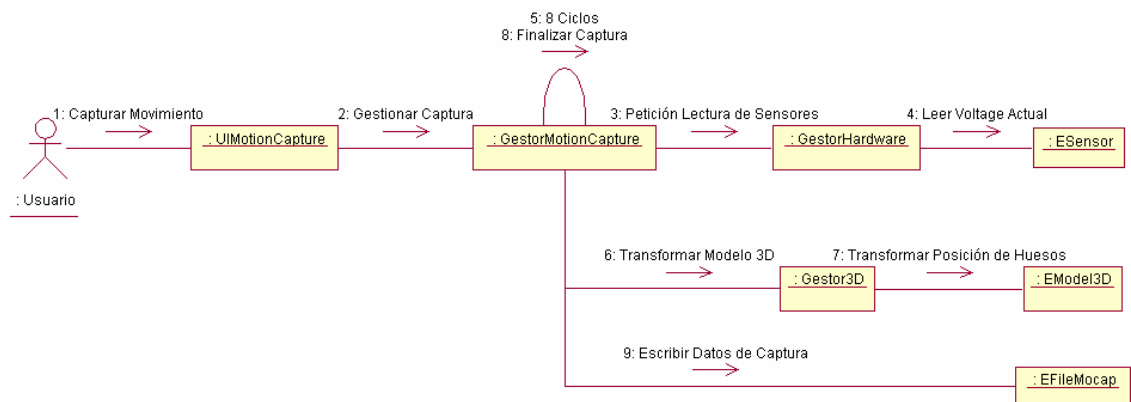 5: 8 Ciclos
8: Finalizar Captura
1: Capturar Movimiento
2: Gestionar Captura
3: Petición Lectura de Sensores
4: Leer Voltage Actual
: UIMotionCapture
: GestorMotionCapture
: GestorHardware
: ESensor
: Usuario
6: Transformar Modelo 3D
7: Transformar Posición de Huesos
: Gestor3D
: EModel3D
9: Escribir Datos de Captura
: EFileMocap